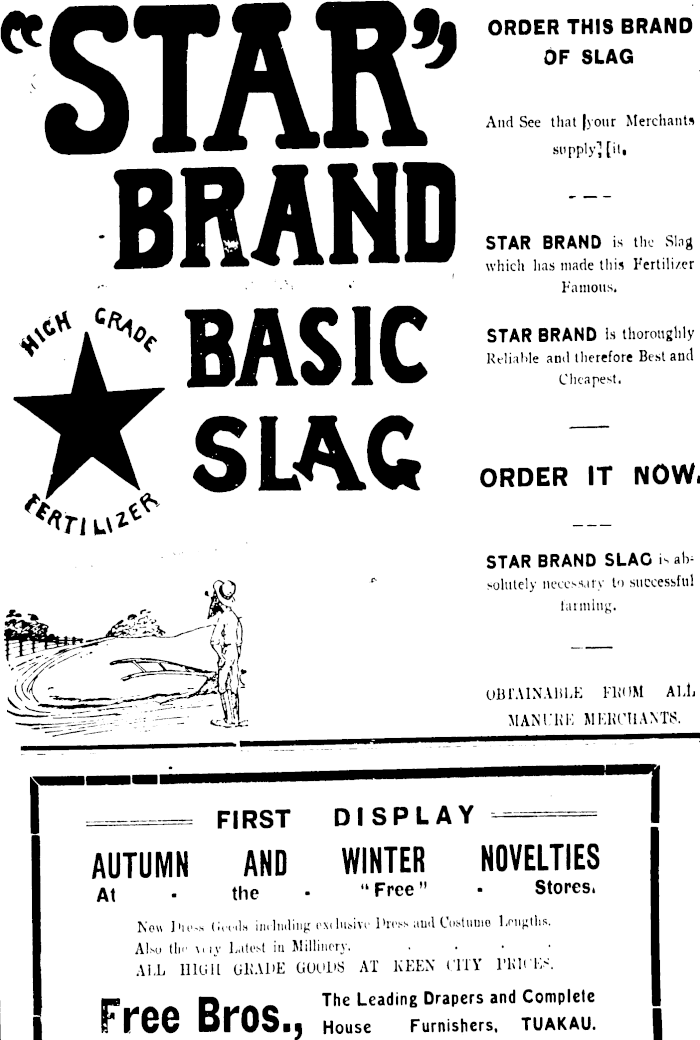 "STAR"
BRAND
BASIC
SLAG
HIGH GRADE
FERTILIZER
ORDER THIS BRAND
OF SLAG
And See that your Merchants
supply it.
STAR BRAND is the Slag
which has made this Fertilizer
Famous.
STAR BRAND is thoroughly
Reliable and therefore Best and
Cheapest.
ORDER IT NOW.
STAR BRAND SLAG is ab-
solutely necessary to successful
farming.
OBTAINABLE FROM ALL
MANURE MERCHANTS.
FIRST DISPLAY
AUTUMN AND WINTER NOVELTIES
At - the - "Free" - Stores.
New Dress Goods including exclusive Dress and Costume Lengths.
Also the very Latest in Millinery. . . . .
ALL HIGH GRADE GOODS AT KEEN CITY PRICES.
Free Bros., The Leading Drapers and Complete
House Furnishers, TUAKAU.